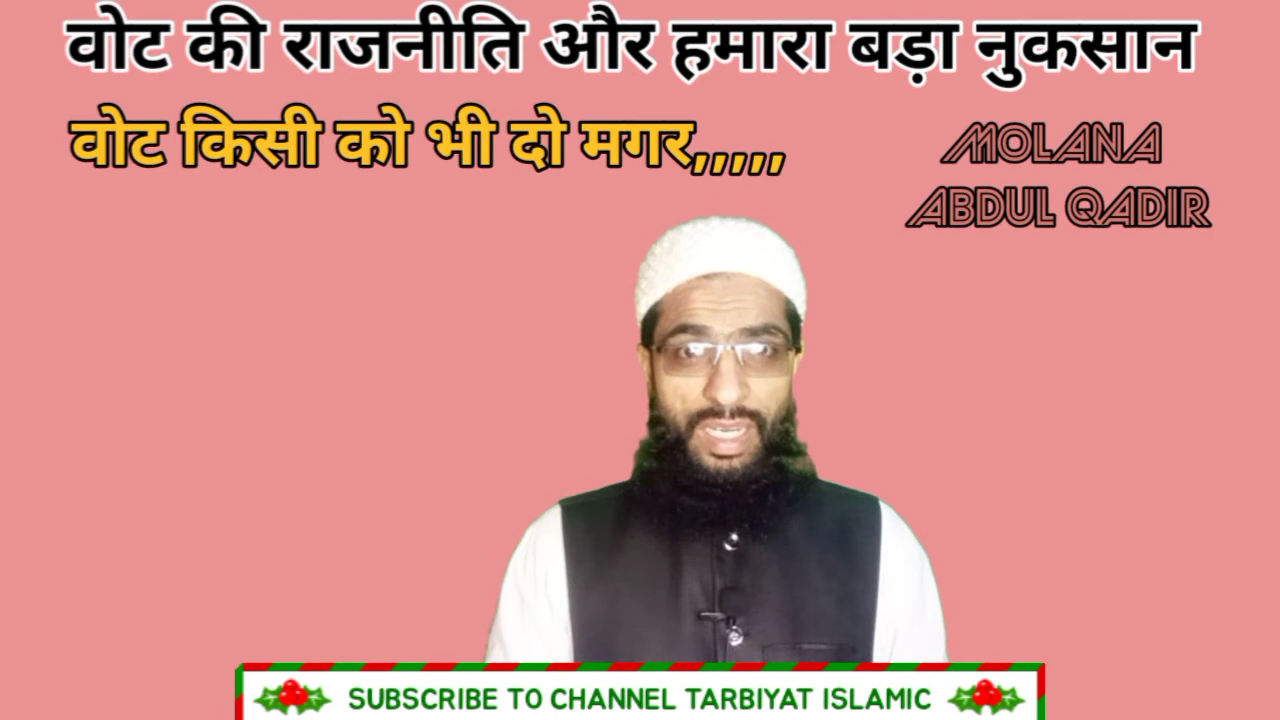 वोट की राजनीति और हमारा बड़ा नुकसान
वोट किसी को भी दो मगर,,,,,
MOLANA
ABDUL QADIR
SUBSCRIBE TO CHANNEL TARBIYAT ISLAMIC